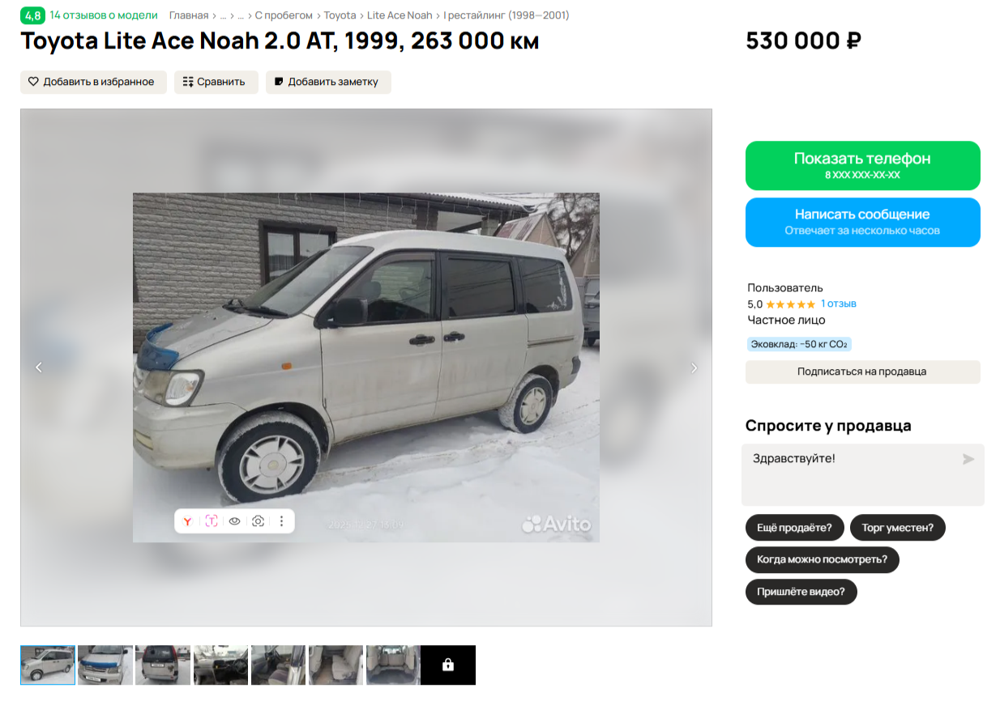 4,8 14 отзывов о модели Главная › ... › ... › С пробегом › Toyota › Lite Ace Noah › I рестайлинг (1998—2001)
Toyota Lite Ace Noah 2.0 AT, 1999, 263 000 км
530 000 ₽
Добавить в избранное
Сравнить
Добавить заметку
Показать телефон
8 XXX XXX-XX-XX
Написать сообщение
Отвечает за несколько часов
Пользователь
5,0 ★★★★★ 1 отзыв
Частное лицо
Эковклад: −50 кг CO₂
Подписаться на продавца
Спросите у продавца
Здравствуйте!
Ещё продаёте?
Торг уместен?
Когда можно посмотреть?
Пришлёте видео?
Avito